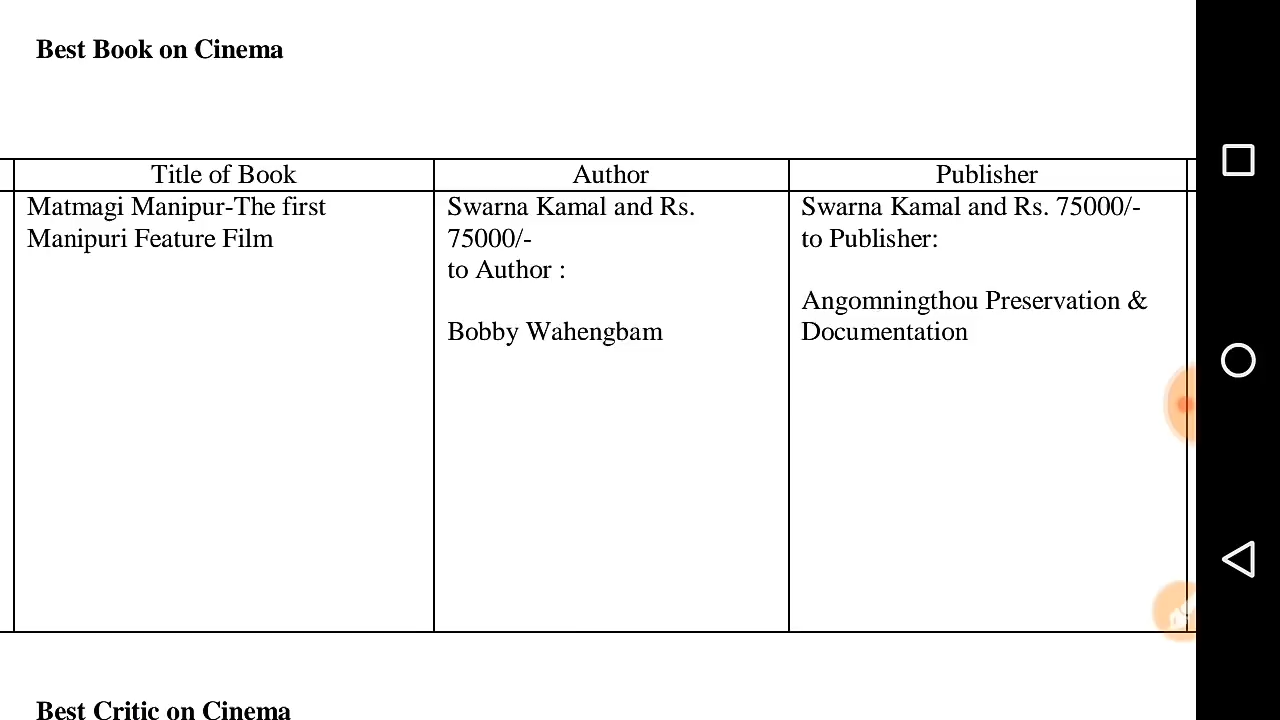 Best Book on Cinema
Title of Book
Author
Publisher
Matmagi Manipur-The first
Manipuri Feature Film
Swarna Kamal and Rs.
75000/-
to Author :
Bobby Wahengbam
Swarna Kamal and Rs. 75000/-
to Publisher:
Angomningthou Preservation &
Documentation
Best Critic on Cinema